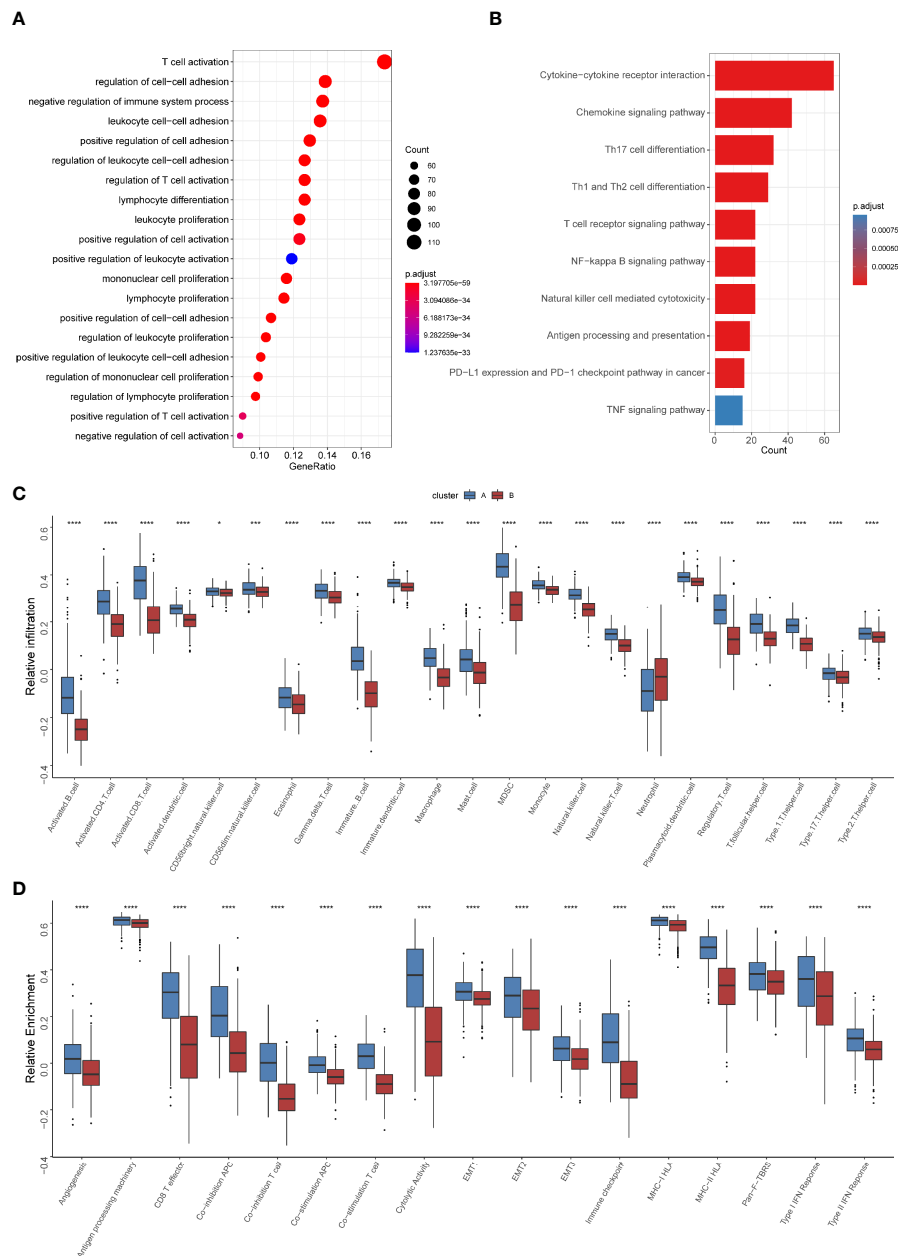 A
T cell activation
regulation of cell−cell adhesion
negative regulation of immune system process
leukocyte cell−cell adhesion
positive regulation of cell adhesion
regulation of leukocyte cell−cell adhesion
regulation of T cell activation
lymphocyte differentiation
leukocyte proliferation
positive regulation of cell activation
positive regulation of leukocyte activation
mononuclear cell proliferation
lymphocyte proliferation
positive regulation of cell−cell adhesion
regulation of leukocyte proliferation
positive regulation of leukocyte cell−cell adhesion
regulation of mononuclear cell proliferation
regulation of lymphocyte proliferation
positive regulation of T cell activation
negative regulation of cell activation
0.10 0.12 0.14 0.16
GeneRatio
Count
60
70
80
90
100
110
p.adjust
3.197705e−59
3.094086e−34
6.188173e−34
9.282259e−34
1.237635e−33
B
Cytokine−cytokine receptor interaction
Chemokine signaling pathway
Th17 cell differentiation
Th1 and Th2 cell differentiation
T cell receptor signaling pathway
NF−kappa B signaling pathway
Natural killer cell mediated cytotoxicity
Antigen processing and presentation
PD−L1 expression and PD−1 checkpoint pathway in cancer
TNF signaling pathway
0 20 40 60
Count
p.adjust
0.00075
0.00050
0.00025
C
cluster A B
**** **** **** **** * *** **** **** **** **** **** **** **** **** **** **** **** **** **** **** **** **** ****
Relative infiltration
0.6
0.4
0.2
0.0
−0.2
−0.4
Activated.B.cell
Activated.CD4.T.cell
Activated.CD8.T.cell
Activated.dendritic.cell
CD56bright.natural.killer.cell
CD56dim.natural.killer.cell
Eosinophil
Gamma.delta.T.cell
Immature..B.cell
Immature.dendritic.cell
Macrophage
Mast.cell
MDSC
Monocyte
Natural.killer.cell
Natural.killer.T.cell
Neutrophil
Plasmacytoid.dendritic.cell
Regulatory.T.cell
T.follicular.helper.cell
Type.1.T.helper.cell
Type.17.T.helper.cell
Type.2.T.helper.cell
D
**** **** **** **** **** **** **** **** **** **** **** **** **** **** **** **** ****
Relative Enrichment
0.6
0.4
0.2
0.0
−0.2
−0.4
Angiogenesis
Antigen processing machinery
CD8 T effector
Co−inhibition APC
Co−inhibition T cell
Co−stimulation APC
Co−stimulation T cell
Cytolytic Activity
EMT1
EMT2
EMT3
Immune checkpoint
MHC−I HLA
MHC−II HLA
Pan−F−TBRS
Type I IFN Reponse
Type II IFN Reponse